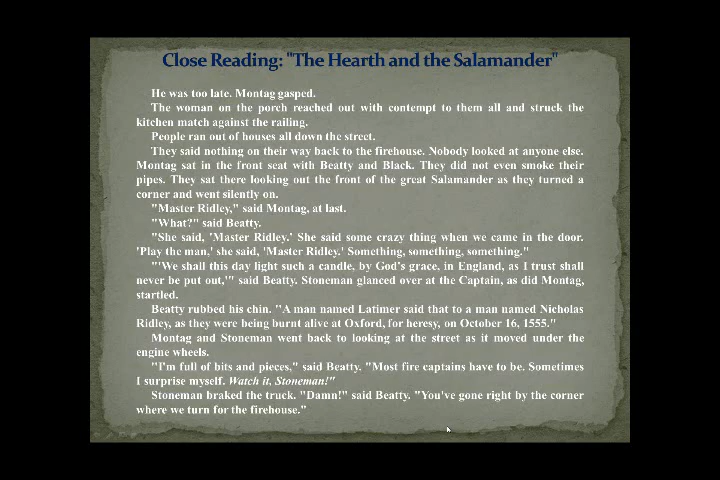 Close Reading: "The Hearth and the Salamander"
He was too late. Montag gasped.
The woman on the porch reached out with contempt to them all and struck the
kitchen match against the railing.
People ran out of houses all down the street.
They said nothing on their way back to the firehouse. Nobody looked at anyone else.
Montag sat in the front seat with Beatty and Black. They did not even smoke their
pipes. They sat there looking out the front of the great Salamander as they turned a
corner and went silently on.
"Master Ridley," said Montag, at last.
"What?" said Beatty.
"She said, 'Master Ridley.' She said some crazy thing when we came in the door.
'Play the man,' she said, 'Master Ridley.' Something, something, something."
"'We shall this day light such a candle, by God's grace, in England, as I trust shall
never be put out,'" said Beatty. Stoneman glanced over at the Captain, as did Montag,
startled.
Beatty rubbed his chin. "A man named Latimer said that to a man named Nicholas
Ridley, as they were being burnt alive at Oxford, for heresy, on October 16, 1555."
Montag and Stoneman went back to looking at the street as it moved under the
engine wheels.
"I'm full of bits and pieces," said Beatty. "Most fire captains have to be. Sometimes
I surprise myself. Watch it, Stoneman!"
Stoneman braked the truck. "Damn!" said Beatty. "You've gone right by the corner
where we turn for the firehouse."